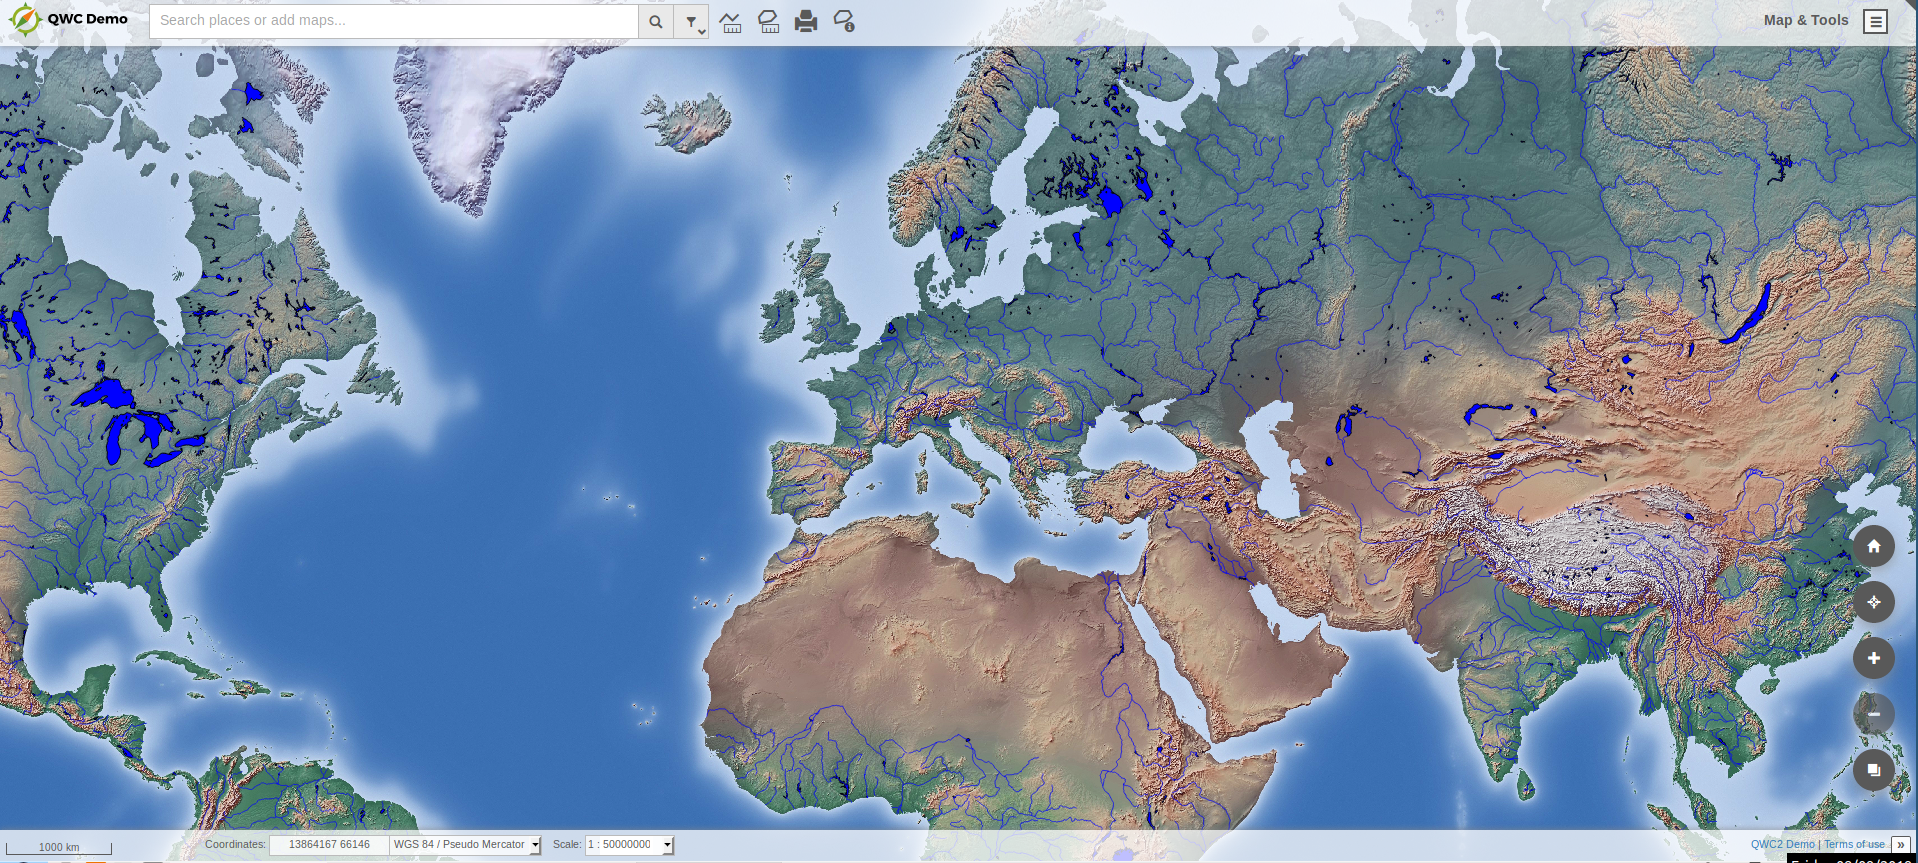 QWC Demo
Search places or add maps...
Map & Tools
1000 km
Coordinates:
13864167 66146
WGS 84 / Pseudo Mercator
Scale:
1 : 50000000
QWC2 Demo | Terms of use
»